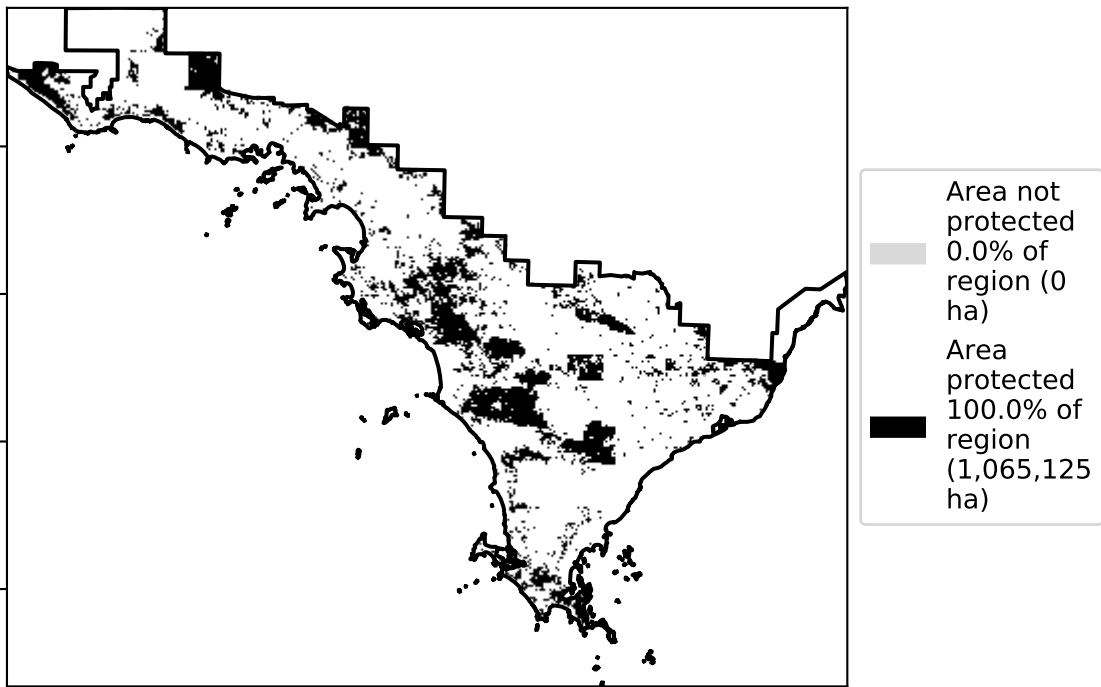 Area not
protected
0.0% of
region (0
ha)
Area
protected
100.0% of
region
(1,065,125
ha)